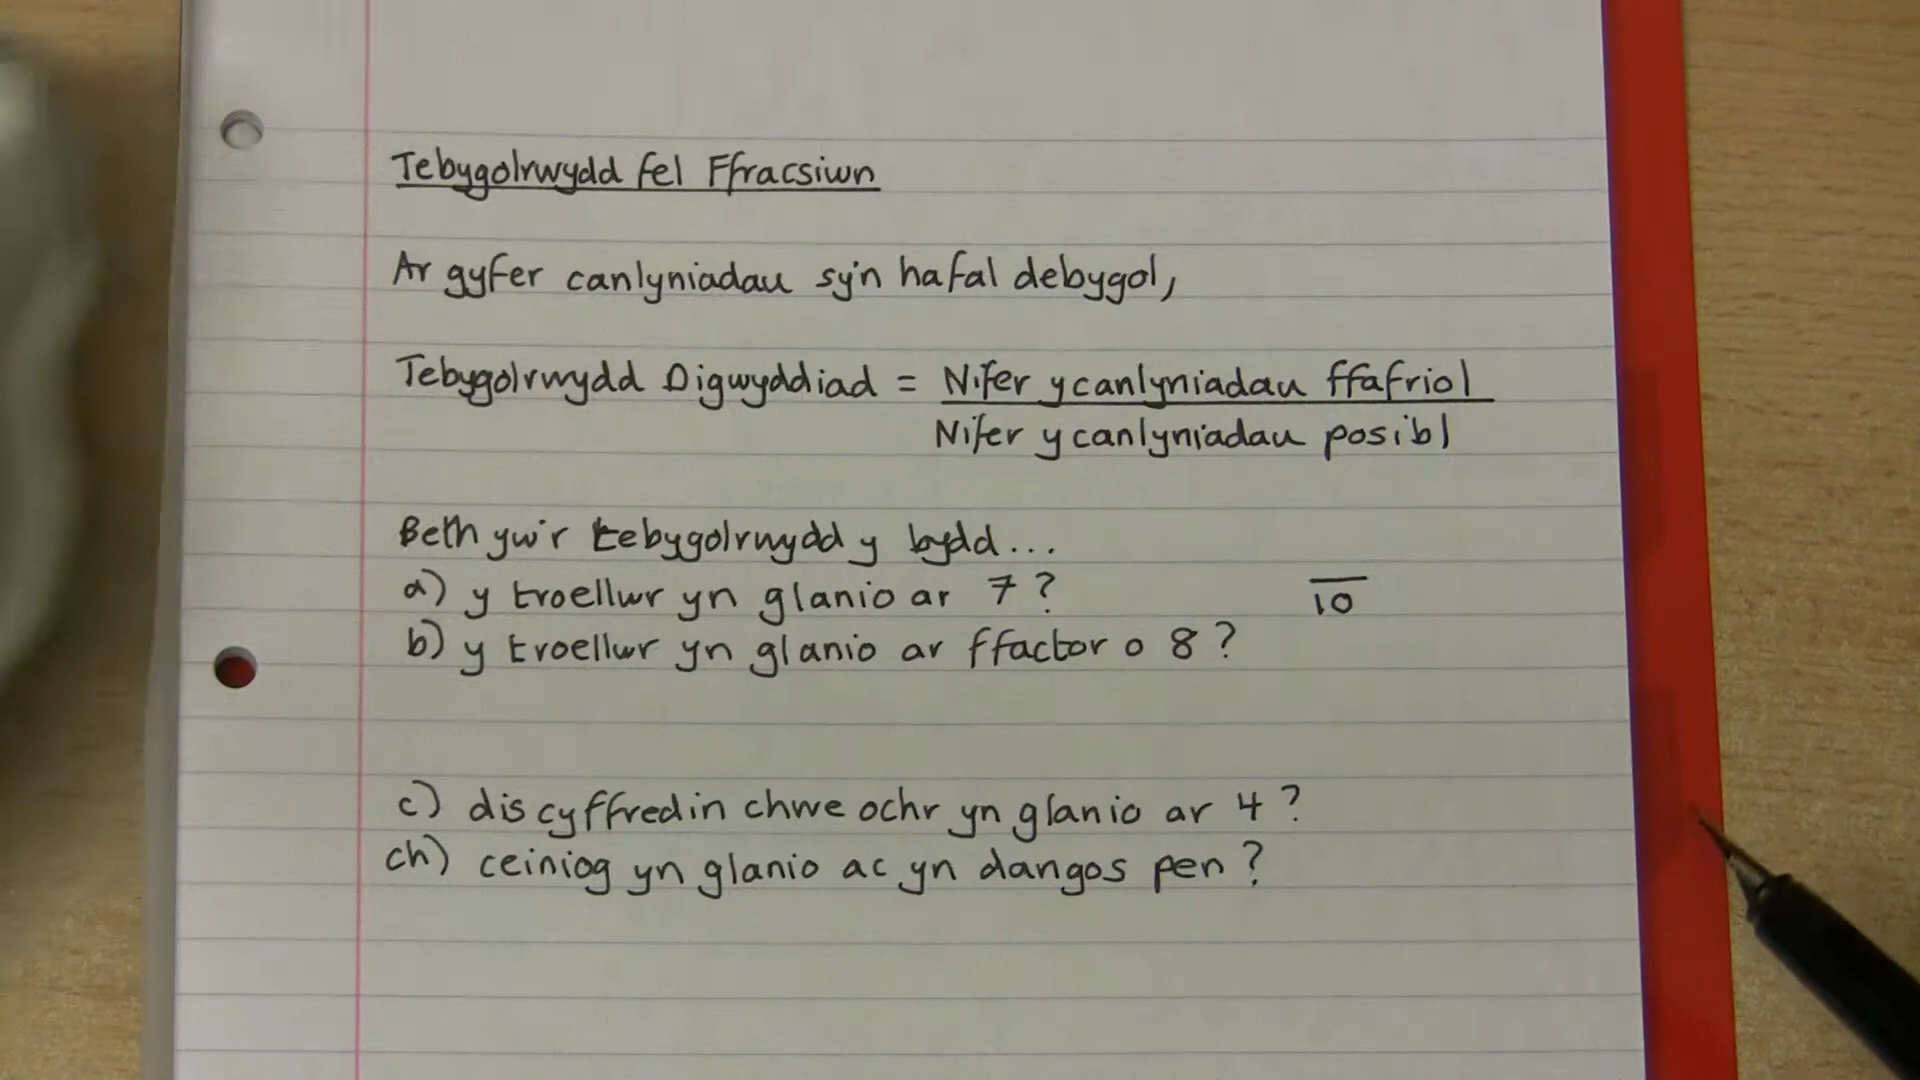 Tebygolrwydd fel Ffracsiwn
Ar gyfer canlyniadau sy'n hafal debygol,
Tebygolrwydd Digwyddiad = Nifer y canlyniadau ffafriol
Nifer y canlyniadau posibl
Beth yw'r tebygolrwydd y bydd...
a) y troellwr yn glanio ar 7?
10
b) y troellwr yn glanio ar ffactor o 8?
c) dis cyffredin chwe ochr yn glanio ar 4?
ch) ceiniog yn glanio ac yn dangos pen?